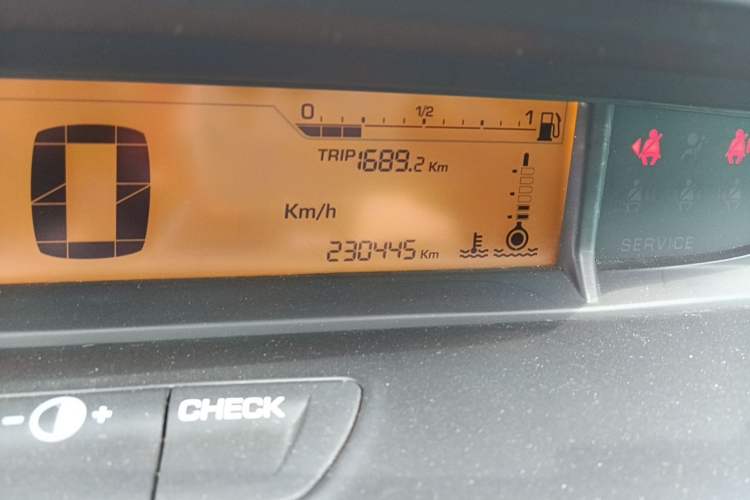 0 1/2 1
TRIP 1689.2 Km
0 Km/h
230445 Km
SERVICE
- +
CHECK